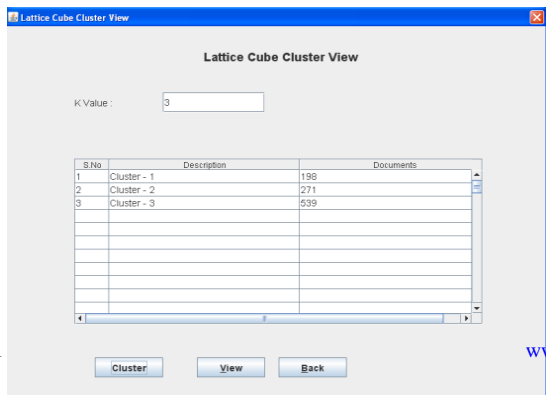 Lattice Cube Cluster View
Lattice Cube Cluster View
K Value : 3
S.No Description Documents
1 Cluster - 1 198
2 Cluster - 2 271
3 Cluster - 3 539
Cluster View Back